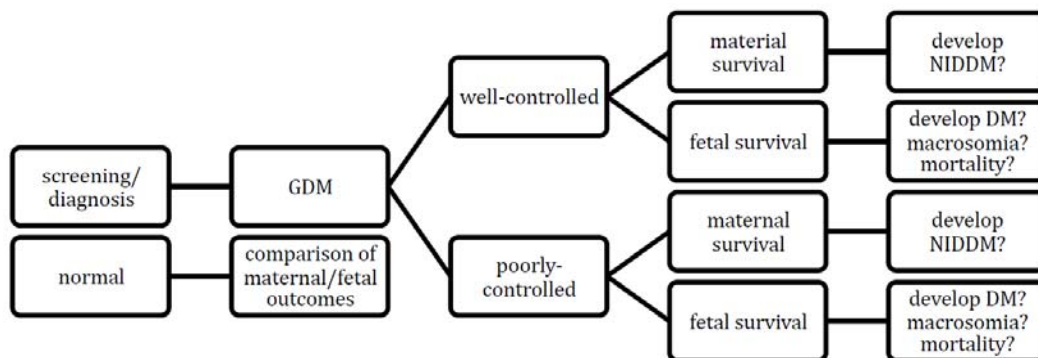 screening/
diagnosis
GDM
well-controlled
material
survival
develop
NIDDM?
fetal survival
develop DM?
macrosomia?
mortality?
poorly-
controlled
maternal
survival
develop
NIDDM?
fetal survival
develop DM?
macrosomia?
mortality?
normal
comparison of
maternal/fetal
outcomes